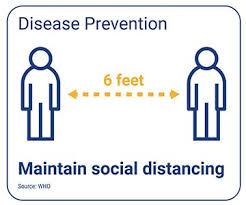 Disease Prevention
6 feet
Maintain social distancing
Source: WHO